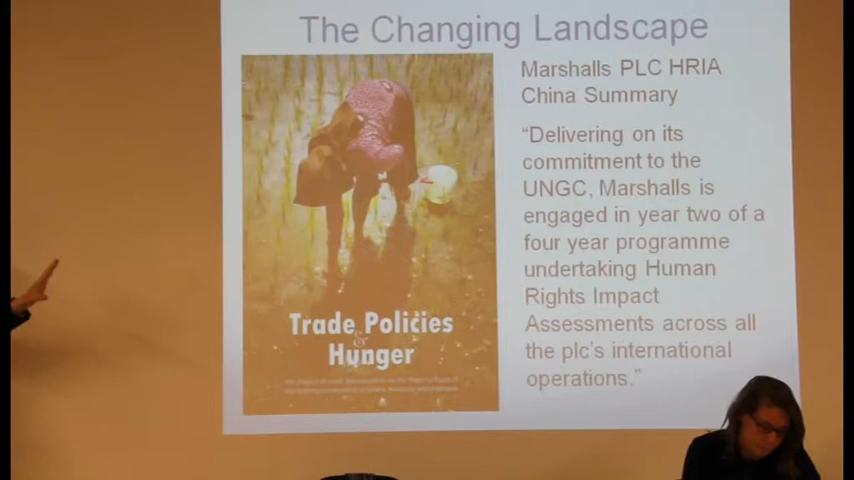 The Changing Landscape
Marshalls PLC HRIA
China Summary
“Delivering on its
commitment to the
UNGC, Marshalls is
engaged in year two of a
four year programme
undertaking Human
Rights Impact
Assessments across all
the plc’s international
operations.”
Trade Policies
&
Hunger